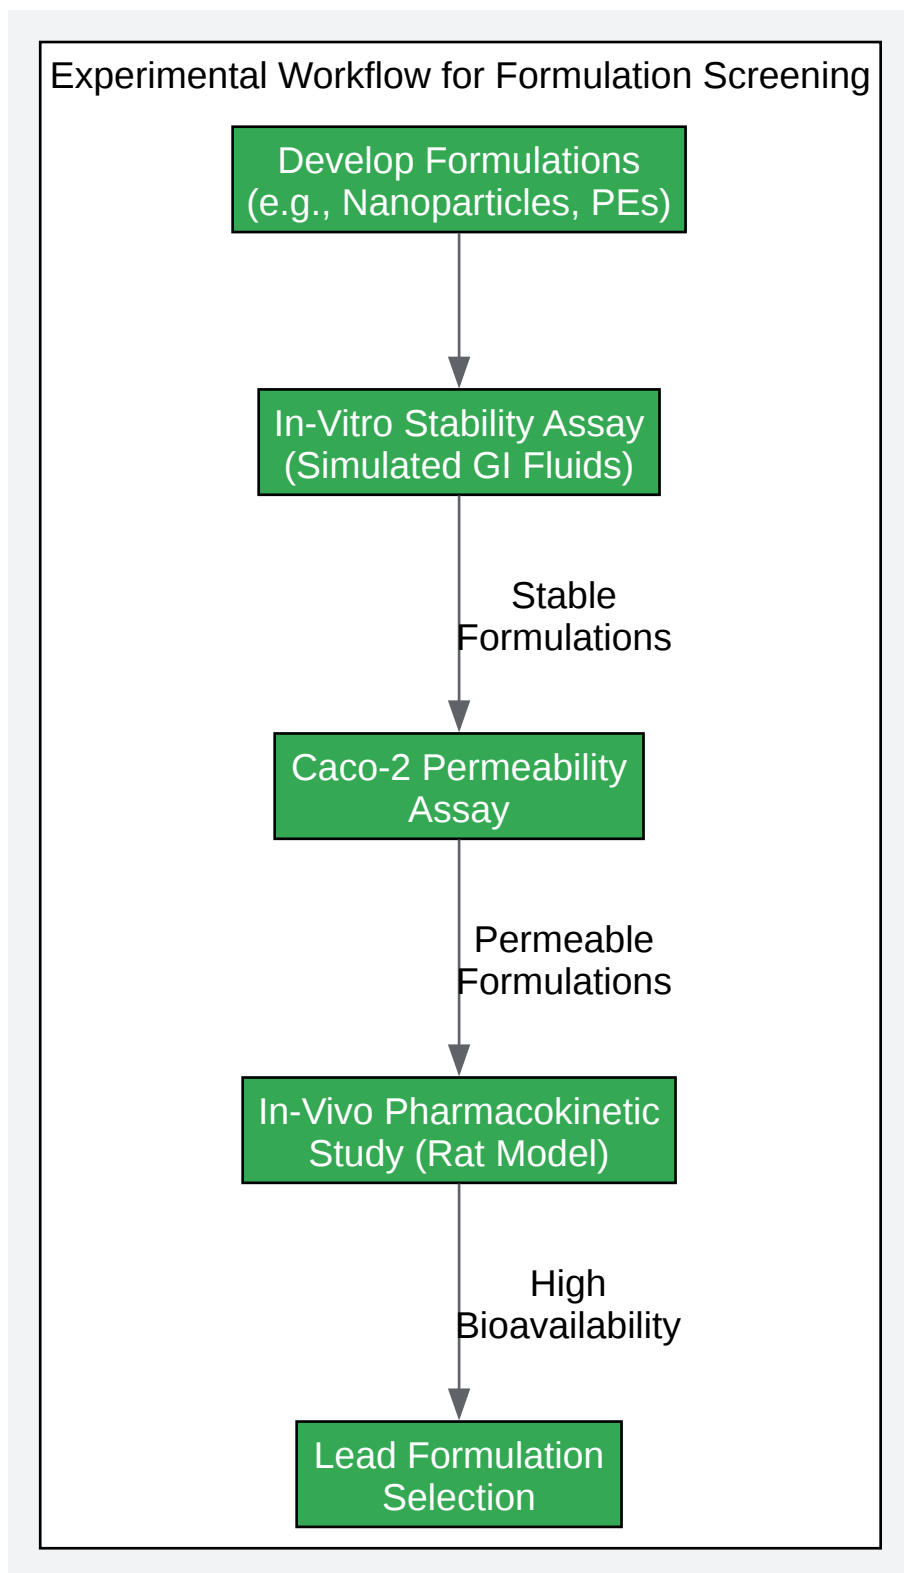 Experimental Workflow for Formulation Screening
Develop Formulations
(e.g., Nanoparticles, PEs)
In-Vitro Stability Assay
(Simulated GI Fluids)
Stable
Formulations
Caco-2 Permeability
Assay
Permeable
Formulations
In-Vivo Pharmacokinetic
Study (Rat Model)
High
Bioavailability
Lead Formulation
Selection